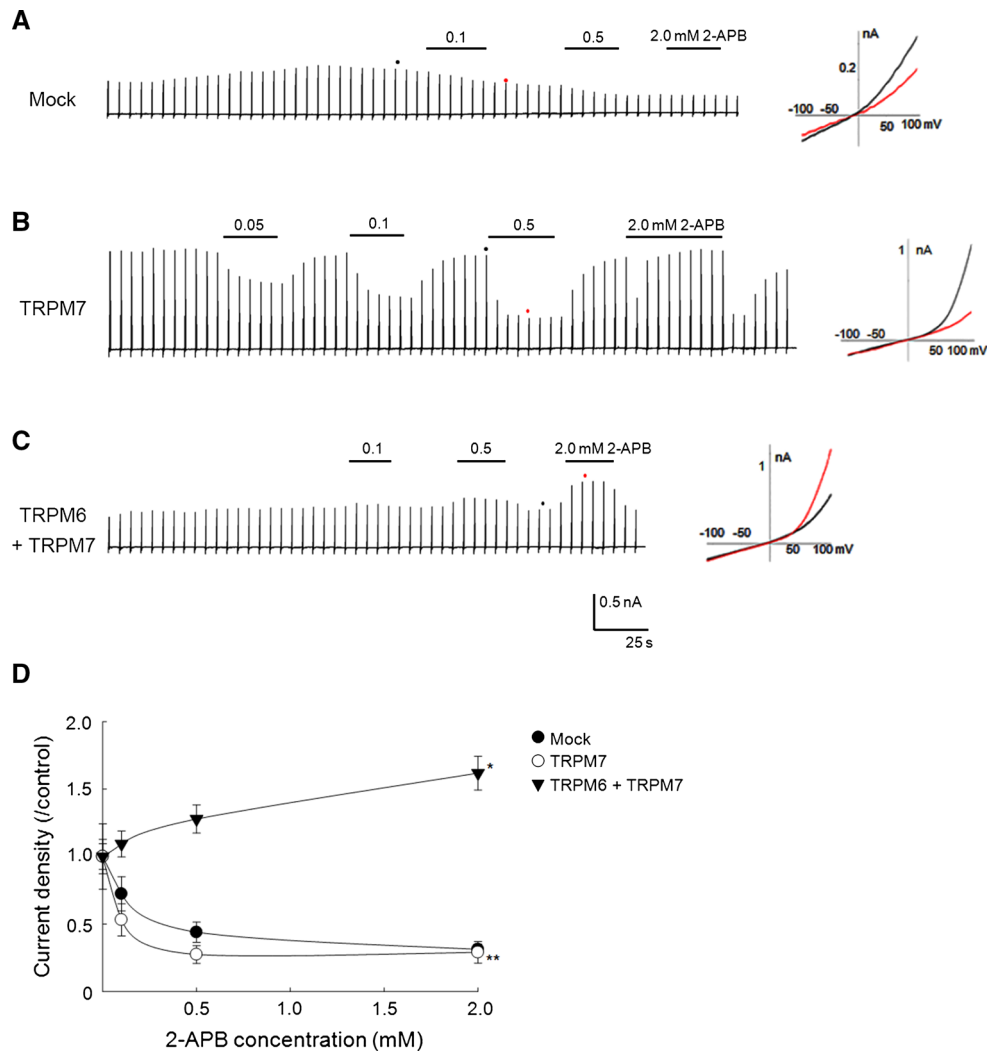 A
0.1
0.5
2.0 mM 2-APB
Mock
nA
0.2
-100 -50
50 100 mV
B
0.05
0.1
0.5
2.0 mM 2-APB
TRPM7
1 nA
-100 -50
50 100 mV
C
0.1
0.5
2.0 mM 2-APB
TRPM6
+ TRPM7
1 nA
-100 -50
50 100 mV
0.5 nA
25 s
D
Current density (/control)
2.0
1.5
1.0
0.5
0
0.5 1.0 1.5 2.0
2-APB concentration (mM)
Mock
TRPM7
TRPM6 + TRPM7
*
**